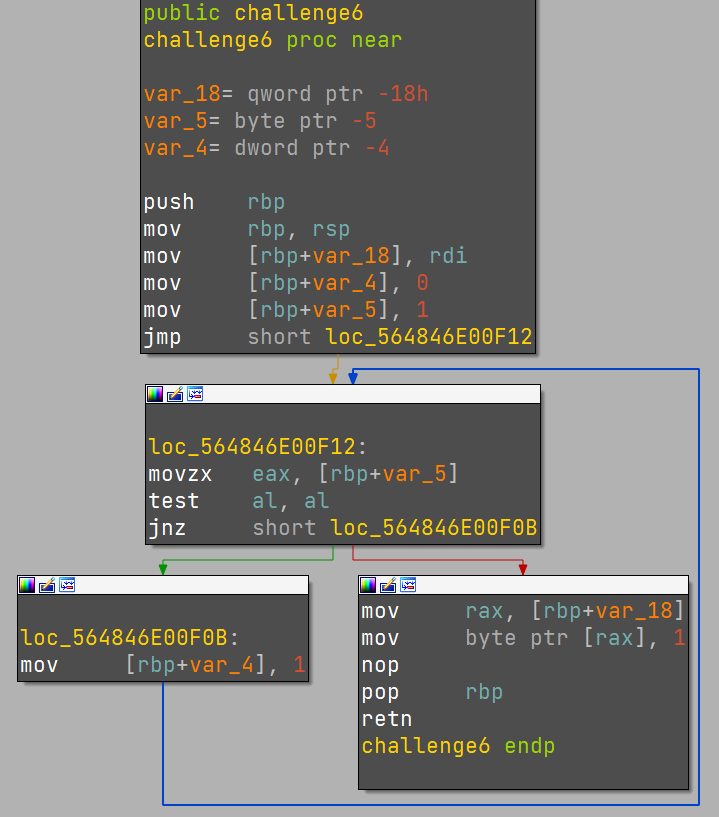 public challenge6
challenge6 proc near
var_18= qword ptr -18h
var_5= byte ptr -5
var_4= dword ptr -4
push rbp
mov rbp, rsp
mov [rbp+var_18], rdi
mov [rbp+var_4], 0
mov [rbp+var_5], 1
jmp short loc_564846E00F12
loc_564846E00F12:
movzx eax, [rbp+var_5]
test al, al
jnz short loc_564846E00F0B
loc_564846E00F0B:
mov [rbp+var_4], 1
mov rax, [rbp+var_18]
mov byte ptr [rax], 1
nop
pop rbp
retn
challenge6 endp